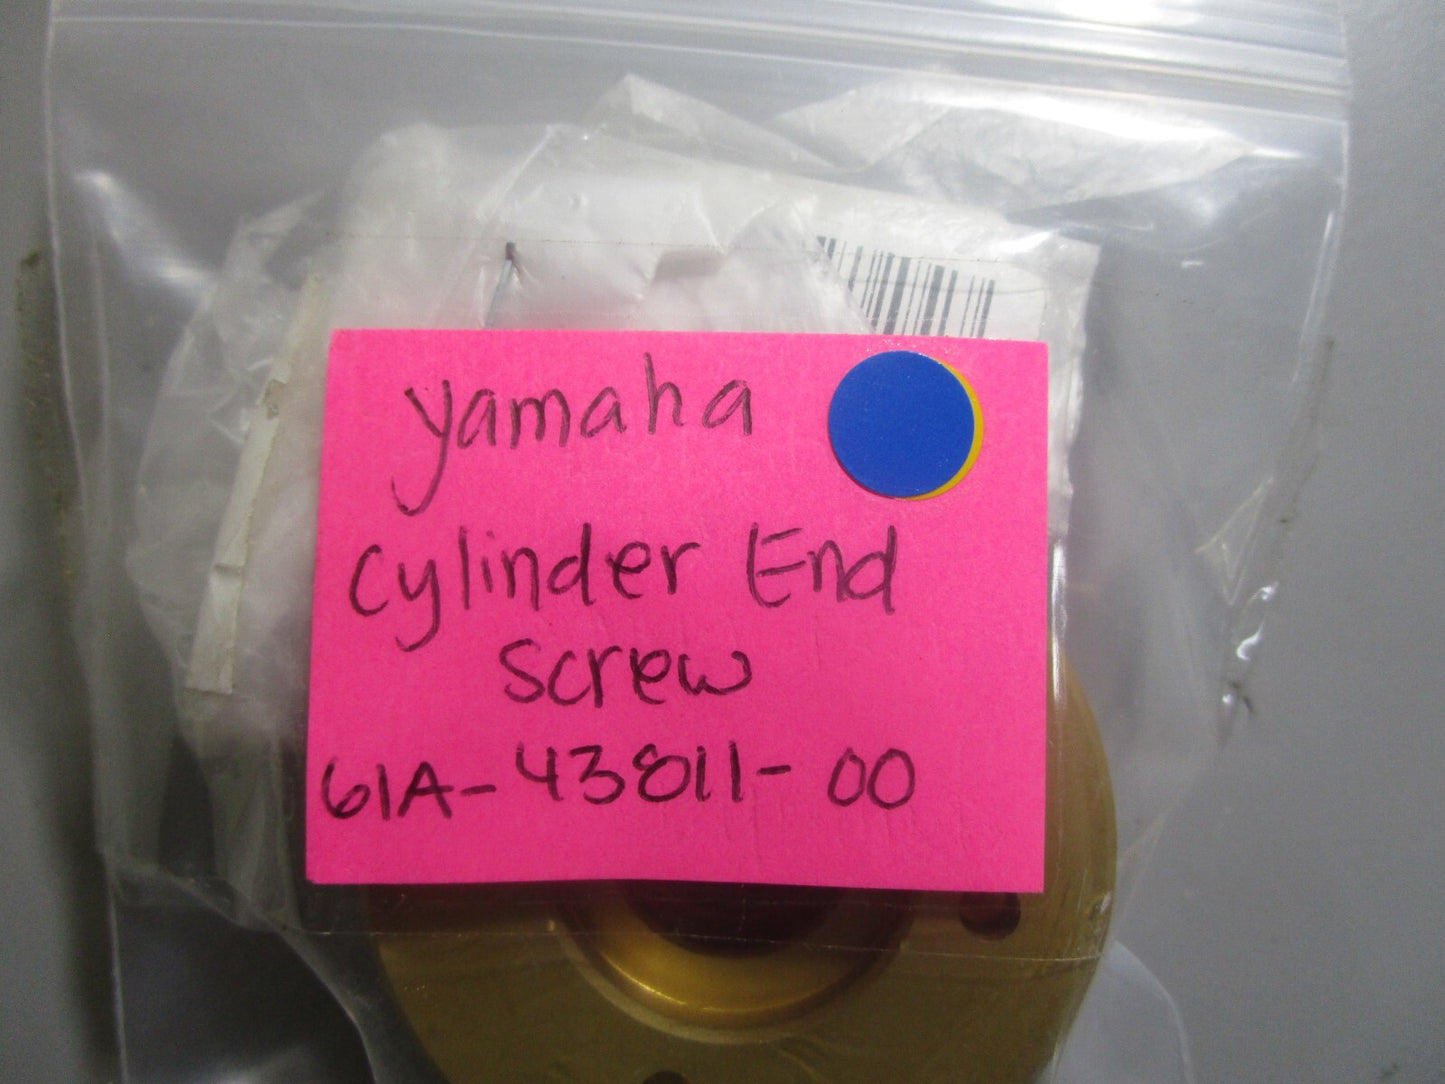 yamaha
Cylinder End
Screw
61A-43811-00